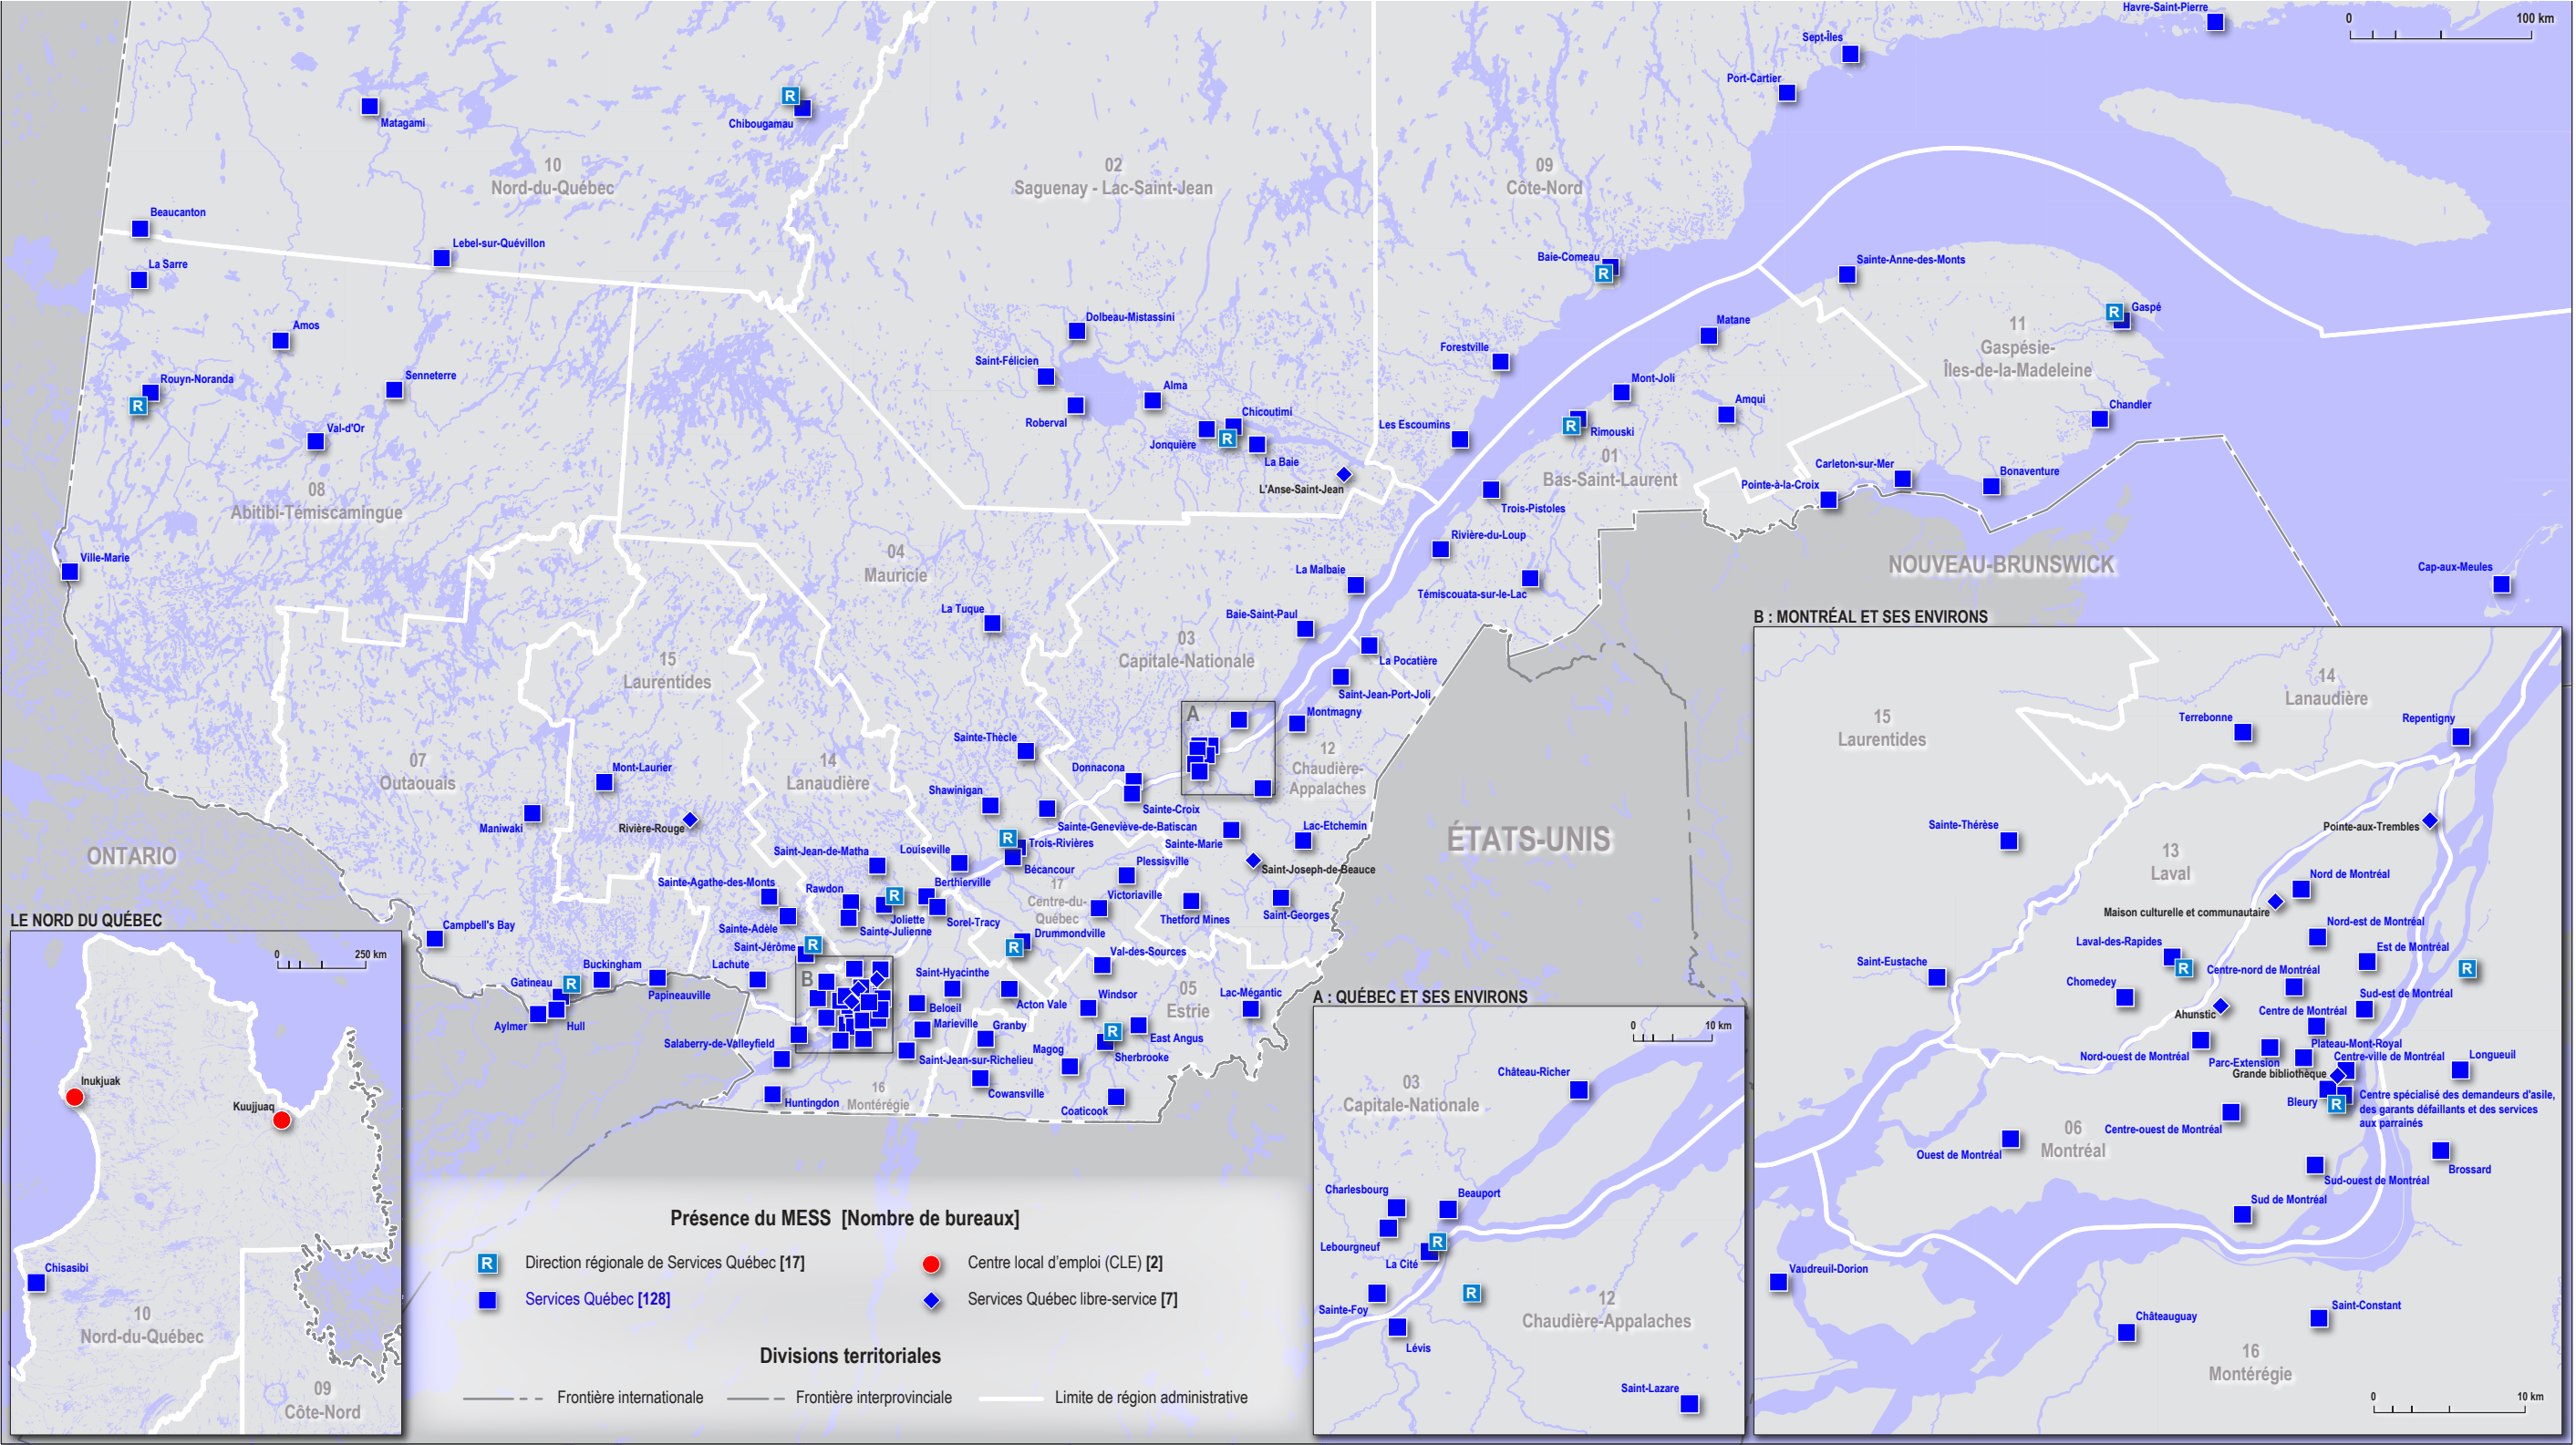 Havre-Saint-Pierre
0 100 km
Sept-Îles
Port-Cartier
R
Matagami
Chibougamau
10
Nord-du-Québec
02
Saguenay - Lac-Saint-Jean
09
Côte-Nord
Beaucanton
Lebel-sur-Quévillon
La Sarre
Baie-Comeau
R
Sainte-Anne-des-Monts
Amos
Dolbeau-Mistassini
Matane
R
Gaspé
11
Gaspésie-
Îles-de-la-Madeleine
Forestville
Saint-Félicien
Rouyn-Noranda
R
Senneterre
Alma
Mont-Joli
Amqui
Chandler
Roberval
Chicoutimi
R
Jonquière
La Baie
Les Escoumins
R
Rimouski
Val-d'Or
01
Bas-Saint-Laurent
Carleton-sur-Mer
Bonaventure
Pointe-à-la-Croix
L'Anse-Saint-Jean
08
Abitibi-Témiscamingue
Trois-Pistoles
Rivière-du-Loup
Ville-Marie
04
Mauricie
NOUVEAU-BRUNSWICK
La Malbaie
Témiscouata-sur-le-Lac
Cap-aux-Meules
La Tuque
Baie-Saint-Paul
03
Capitale-Nationale
La Pocatière
15
Laurentides
Saint-Jean-Port-Joli
A
Montmagny
Sainte-Thècle
12
Chaudière-
Appalaches
07
Outaouais
14
Lanaudière
Mont-Laurier
Donnacona
Shawinigan
Sainte-Croix
Maniwaki
Rivière-Rouge
Sainte-Geneviève-de-Batiscan
Lac-Etchemin
Sainte-Marie
R
Trois-Rivières
ÉTATS-UNIS
ONTARIO
Saint-Jean-de-Matha
Louiseville
Bécancour
Plessisville
Saint-Joseph-de-Beauce
Sainte-Agathe-des-Monts
Rawdon
R
Berthierville
17
Centre-du-
Québec
Victoriaville
Thetford Mines
Saint-Georges
Joliette
Sorel-Tracy
Sainte-Adèle
Sainte-Julienne
Campbell's Bay
Saint-Jérôme
R
R
Drummondville
Val-des-Sources
Lachute
B
Buckingham
Gatineau
R
Papineauville
Saint-Hyacinthe
Acton Vale
Windsor
05
Estrie
Lac-Mégantic
Aylmer
Hull
Beloeil
Marieville
Granby
R
East Angus
Sherbrooke
Salaberry-de-Valleyfield
Saint-Jean-sur-Richelieu
Magog
Cowansville
Huntingdon
16
Montérégie
Coaticook
LE NORD DU QUÉBEC
0 250 km
Inukjuak
Kuujjuaq
Chisasibi
10
Nord-du-Québec
09
Côte-Nord
Présence du MESS [Nombre de bureaux]
R Direction régionale de Services Québec [17]
Centre local d'emploi (CLE) [2]
Services Québec [128]
Services Québec libre-service [7]
Divisions territoriales
Frontière internationale
Frontière interprovinciale
Limite de région administrative
A : QUÉBEC ET SES ENVIRONS
0 10 km
Château-Richer
03
Capitale-Nationale
Charlesbourg
Beauport
Lebourgneuf
R
La Cité
Sainte-Foy
R
12
Chaudière-Appalaches
Lévis
Saint-Lazare
B : MONTRÉAL ET SES ENVIRONS
14
Lanaudière
15
Laurentides
Terrebonne
Repentigny
Sainte-Thérèse
Pointe-aux-Trembles
13
Laval
Nord de Montréal
Maison culturelle et communautaire
Nord-est de Montréal
Laval-des-Rapides
R
Est de Montréal
R
Saint-Eustache
Centre-nord de Montréal
Chomedey
Sud-est de Montréal
Ahunstic
Centre de Montréal
Plateau-Mont-Royal
Nord-ouest de Montréal
Parc-Extension
Centre-ville de Montréal
Longueuil
Grande bibliothèque
Bleury
R
Centre spécialisé des demandeurs d'asile,
des garants défaillants et des services
aux parrainés
Centre-ouest de Montréal
06
Montréal
Ouest de Montréal
Brossard
Sud-ouest de Montréal
Sud de Montréal
Vaudreuil-Dorion
Saint-Constant
Châteauguay
16
Montérégie
0 10 km